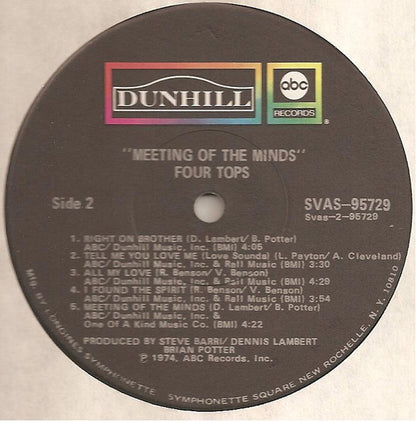 DUNHILL
abc
RECORDS
®
"MEETING OF THE MINDS"
FOUR TOPS
Side 2
SVAS-95729
Svas-2-95729
1. RIGHT ON BROTHER (D. Lambert/B. Potter)
ABC/Dunhill Music, Inc. (BMI) 4:05
2. TELL ME YOU LOVE ME (Love Sounds) (L. Payton/A. Cleveland)
ABC/Dunhill Music, Inc. & Rall Music (BMI) 3:30
3. ALL MY LOVE (R. Benson/V. Benson)
ABC/Dunhill Music, Inc. & Rall Music (BMI) 4:29
4. I FOUND THE SPIRIT (R. Benson/V. Benson)
ABC/Dunhill Music, Inc. & Rall Music (BMI) 3:54
5. MEETING OF THE MINDS (D. Lambert/B. Potter)
ABC/Dunhill Music, Inc. &
One Of A Kind Music Co. (BMI) 4:22
PRODUCED BY STEVE BARRI/DENNIS LAMBERT
BRIAN POTTER
℗ 1974, ABC Records, Inc.
MFG. BY LONGINES SYMPHONETTE SYMPHONETTE SQUARE NEW ROCHELLE, N.Y. 10810